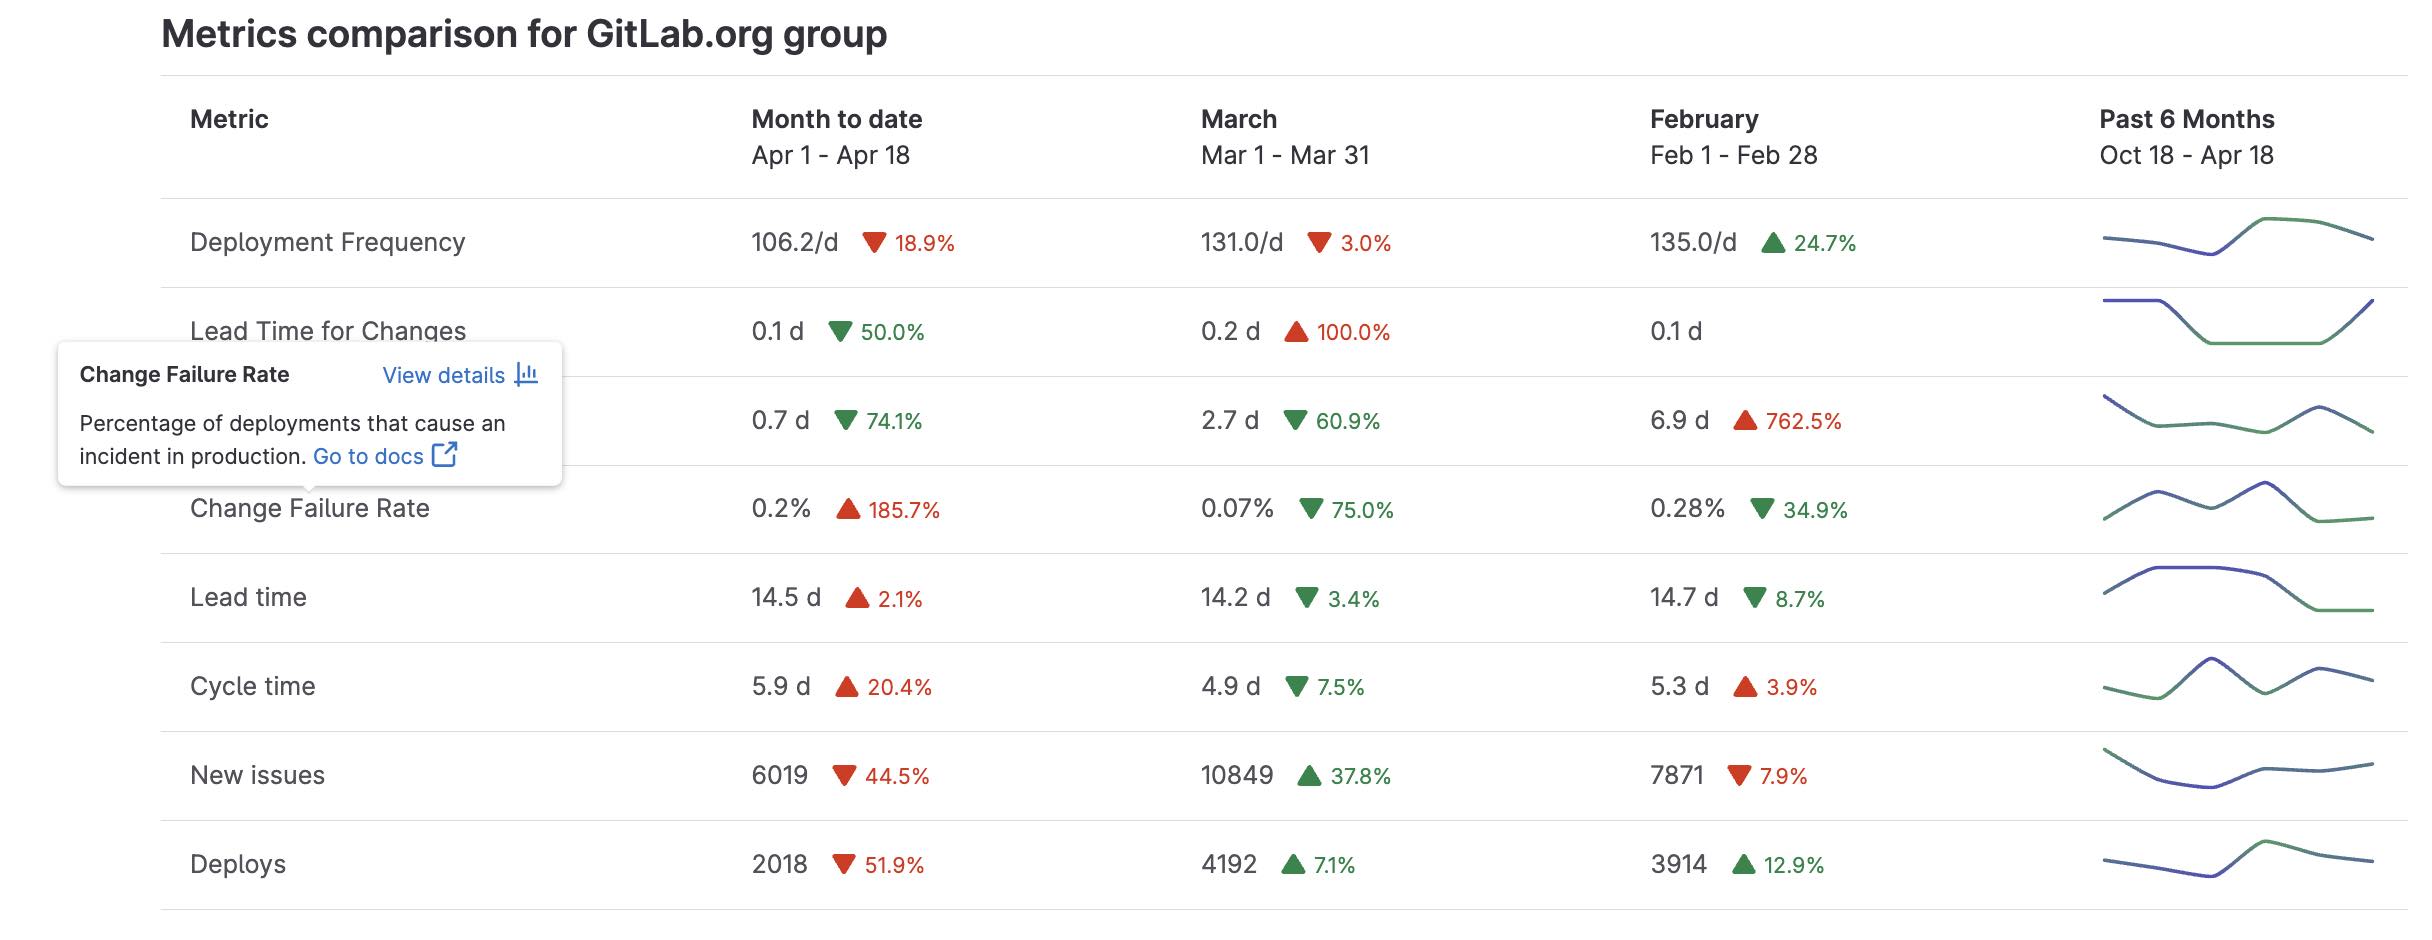 Metrics comparison for GitLab.org group
Metric Month to date March February Past 6 Months
Apr 1 - Apr 18 Mar 1 - Mar 31 Feb 1 - Feb 28 Oct 18 - Apr 18
Deployment Frequency 106.2/d 18.9% 131.0/d 3.0% 135.0/d 24.7%
Lead Time for Changes 0.1 d 50.0% 0.2 d 100.0% 0.1 d
Change Failure Rate View details
Percentage of deployments that cause an
incident in production. Go to docs
0.7 d 74.1% 2.7 d 60.9% 6.9 d 762.5%
Change Failure Rate 0.2% 185.7% 0.07% 75.0% 0.28% 34.9%
Lead time 14.5 d 2.1% 14.2 d 3.4% 14.7 d 8.7%
Cycle time 5.9 d 20.4% 4.9 d 7.5% 5.3 d 3.9%
New issues 6019 44.5% 10849 37.8% 7871 7.9%
Deploys 2018 51.9% 4192 7.1% 3914 12.9%